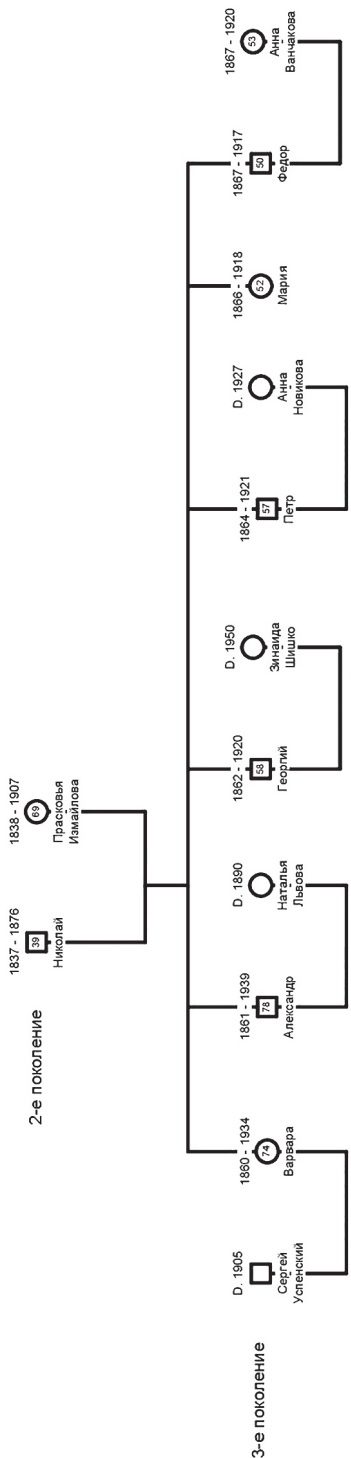 2-е поколение
1837 - 1876
39
Николай
1838 - 1907
69
Прасковья
Измайлова
3-е поколение
D. 1905
Сергей
Успенский
1860 - 1934
74
Варвара
1861 - 1939
78
Александр
D. 1890
Наталья
Львова
1862 - 1920
58
Георгий
D. 1950
Зинаида
Шишко
1864 - 1921
57
Петр
D. 1927
Анна
Новикова
1866 - 1918
52
Мария
1867 - 1917
50
Федор
1867 - 1920
53
Анна
Ванчакова